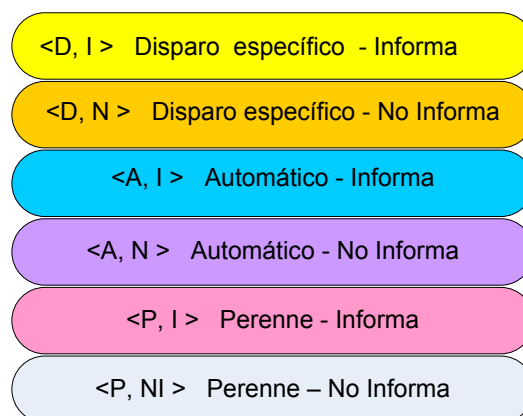 <D, I > Disparo específico - Informa
<D, N > Disparo específico - No Informa
<A, I > Automático - Informa
<A, N > Automático - No Informa
<P, I > Perenne - Informa
<P, NI > Perenne – No Informa